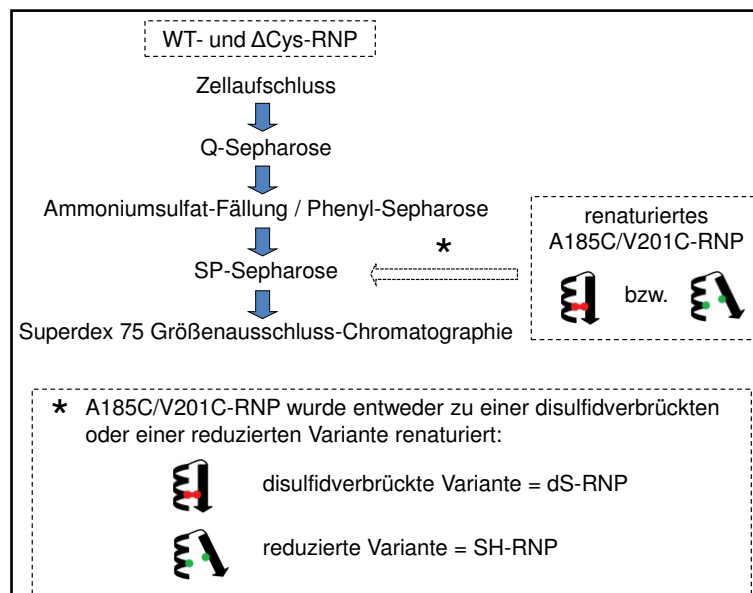 WT- und ΔCys-RNP
Zellaufschluss
Q-Sepharose
Ammoniumsulfat-Fällung / Phenyl-Sepharose
SP-Sepharose
Superdex 75 Größenausschluss-Chromatographie
*
renaturiertes
A185C/V201C-RNP
bzw.
* A185C/V201C-RNP wurde entweder zu einer disulfidverbrückten
oder einer reduzierten Variante renaturiert:
disulfidverbrückte Variante = dS-RNP
reduzierte Variante = SH-RNP